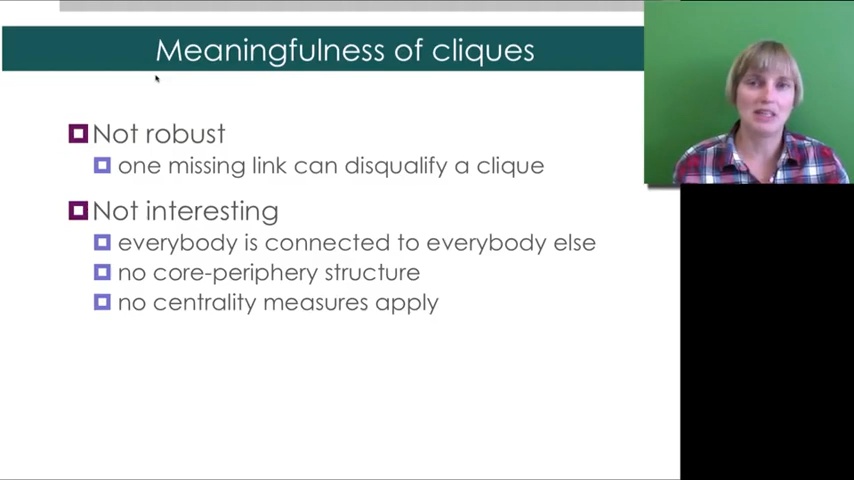 Meaningfulness of cliques
Not robust
one missing link can disqualify a clique
Not interesting
everybody is connected to everybody else
no core-periphery structure
no centrality measures apply